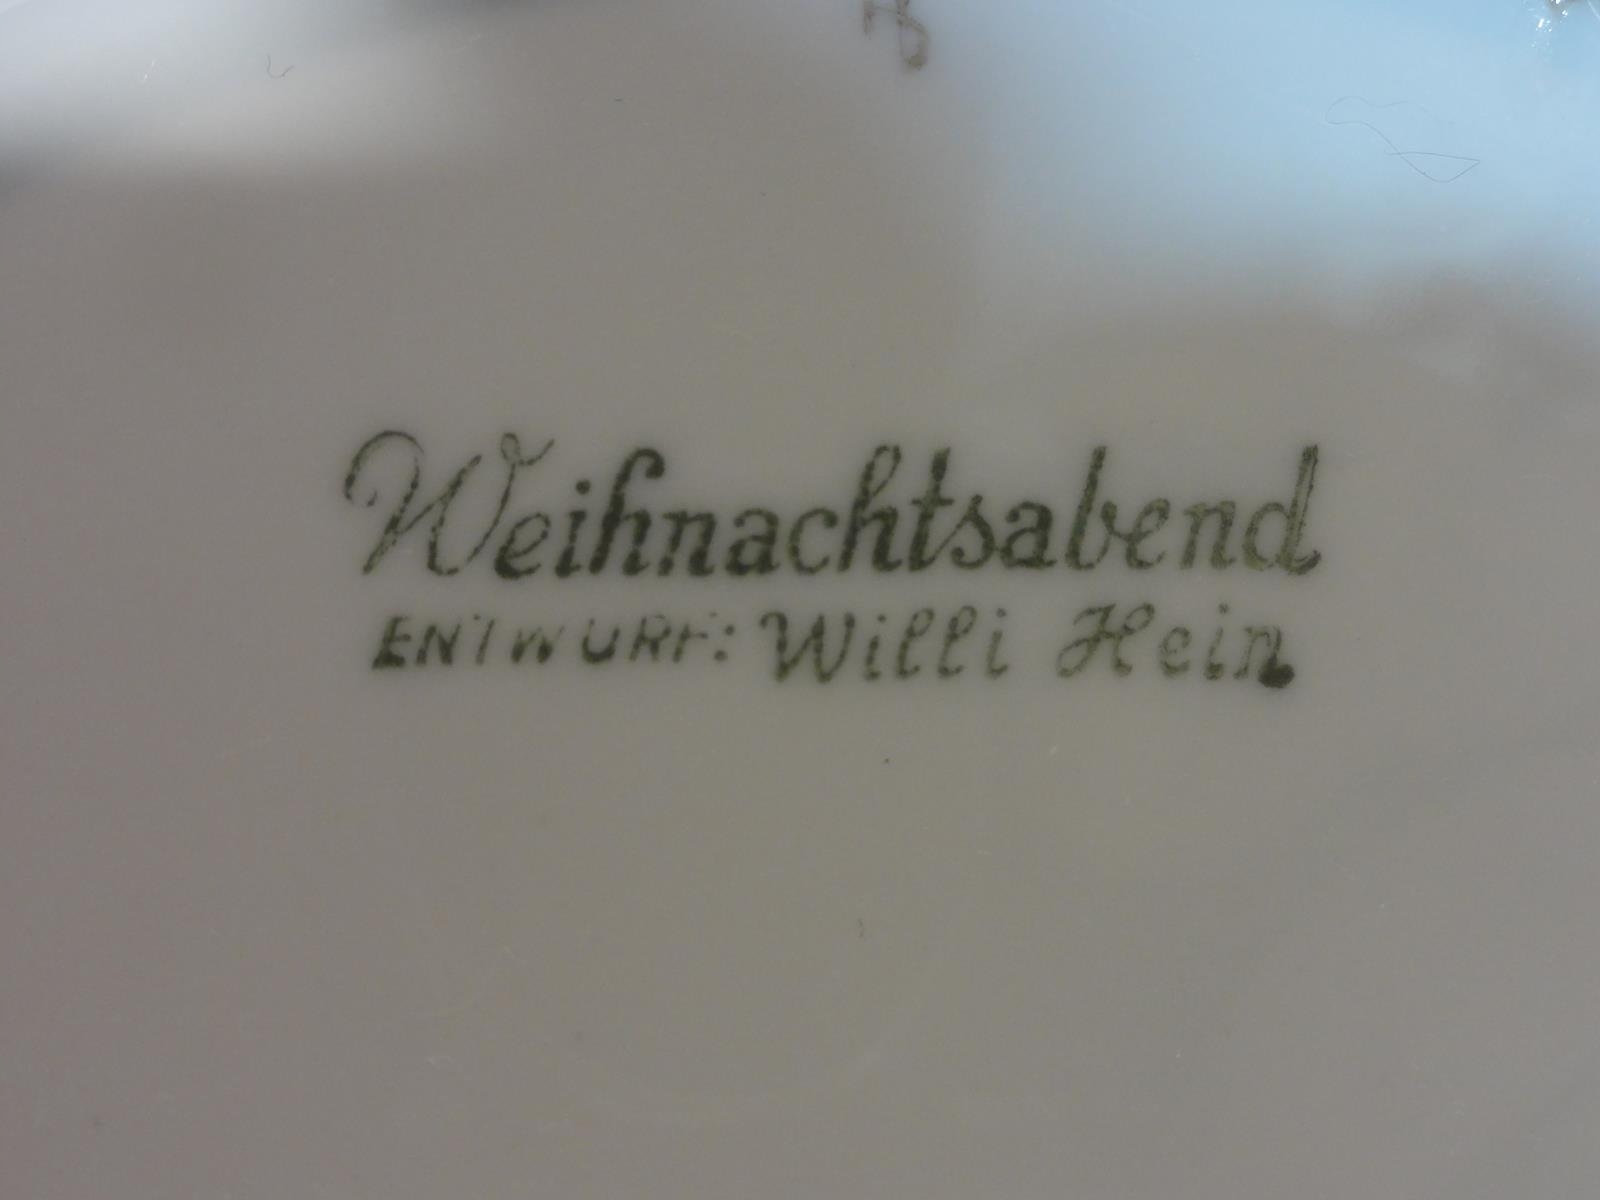 Weihnachtsabend
ENTWURF: Willi Hein